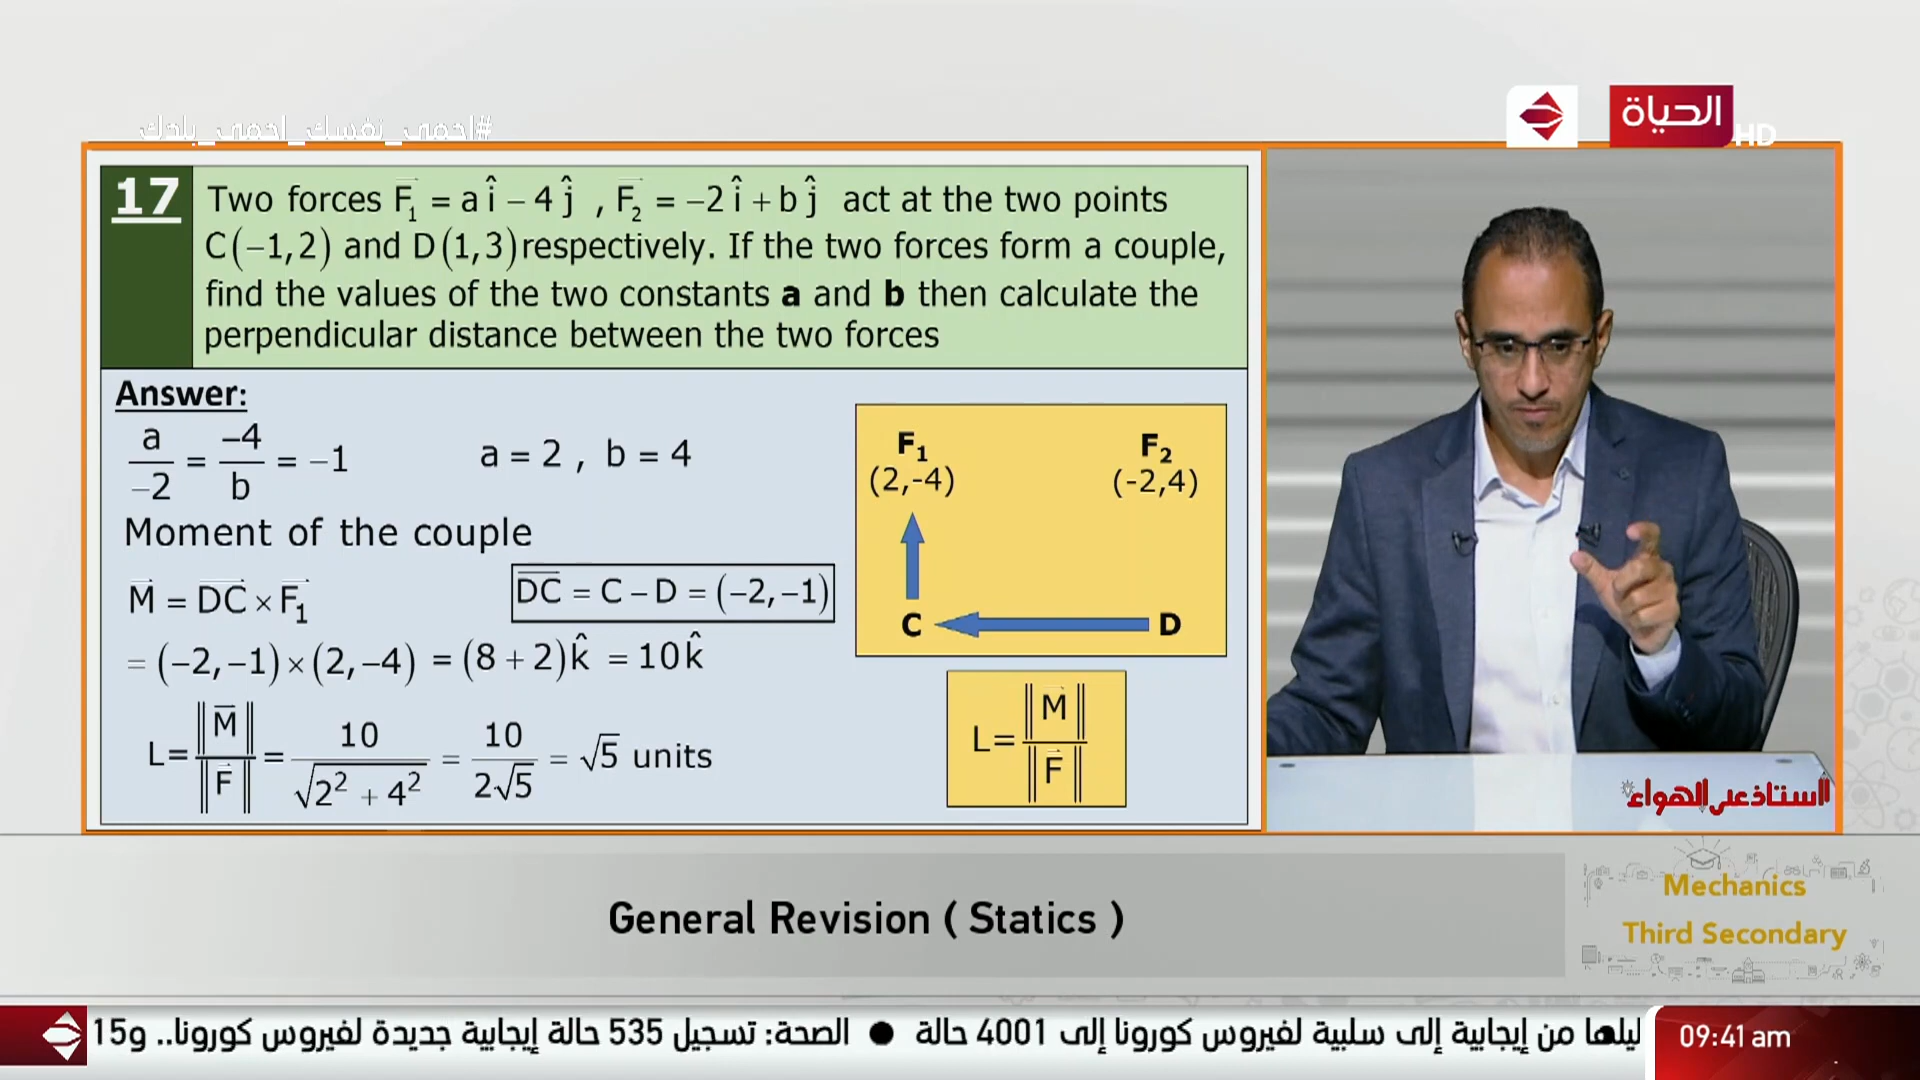 #احمي_نفسك_احمي_بلدك
الحياة
HD
17
Two forces F₁ = a î – 4 ĵ , F₂ = –2 î + b ĵ act at the two points
C(–1,2) and D(1,3) respectively. If the two forces form a couple,
find the values of the two constants a and b then calculate the
perpendicular distance between the two forces
Answer:
a/–2 = –4/b = –1 a = 2 , b = 4
Moment of the couple
M = DC × F₁ DC = C – D = (–2,–1)
= (–2,–1) × (2,–4) = (8 + 2)k̂ = 10k̂
L= ‖M‖/‖F‖ = 10/√(2² + 4²) = 10/2√5 = √5 units
F₁ F₂
(2,-4) (-2,4)
C D
L= ‖M‖/‖F‖
أستاذ على الهواء
General Revision ( Statics )
Mechanics
Third Secondary
من إيجابية إلى سلبية لفيروس كورونا إلى 4001 حالة ● الصحة: تسجيل 535 حالة إيجابية جديدة لفيروس كورونا.. و15
09:41 am